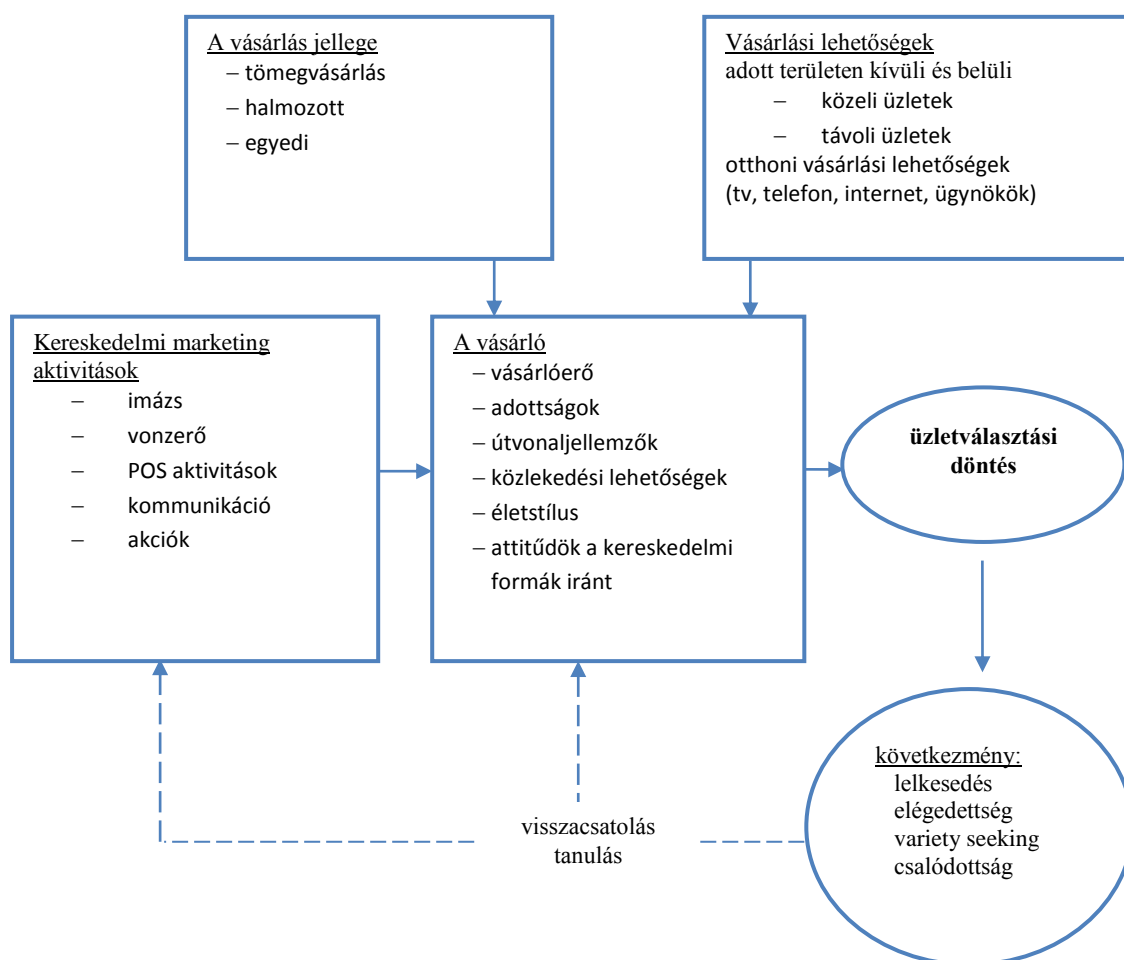 A vásárlás jellege
– tömegvásárlás
– halmozott
– egyedi
Vásárlási lehetőségek
adott területen kívüli és belüli
– közeli üzletek
– távoli üzletek
otthoni vásárlási lehetőségek
(tv, telefon, internet, ügynökök)
Kereskedelmi marketing
aktivitások
– imázs
– vonzerő
– POS aktivitások
– kommunikáció
– akciók
A vásárló
– vásárlóerő
– adottságok
– útvonaljellemzők
– közlekedési lehetőségek
– életstílus
– attitűdök a kereskedelmi
formák iránt
üzletválasztási
döntés
következmény:
lelkesedés
elégedettség
variety seeking
csalódottság
visszacsatolás
tanulás